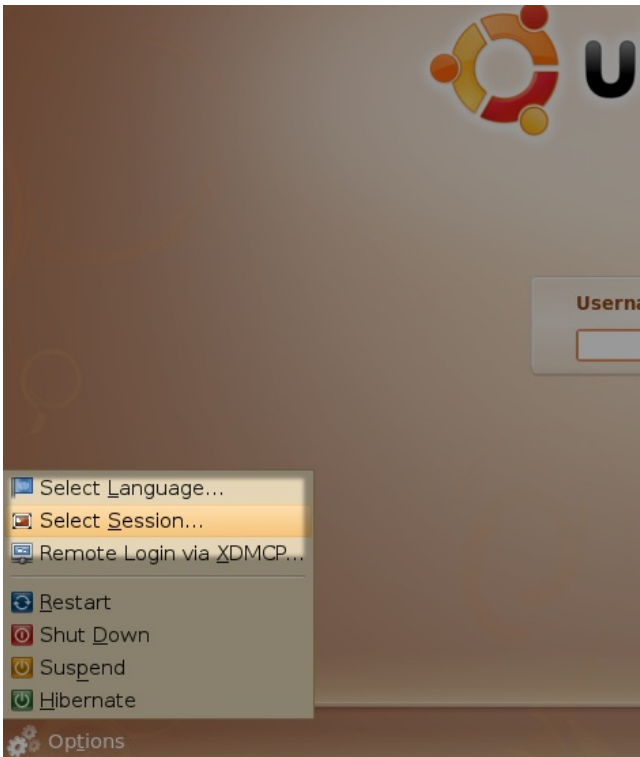 U
Userna
Select Language...
Select Session...
Remote Login via XDMCP...
Restart
Shut Down
Suspend
Hibernate
Options